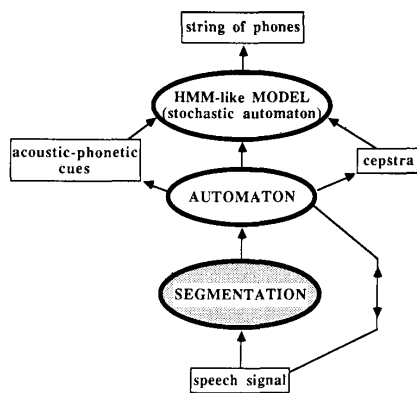 string of phones
HMM-like MODEL
(stochastic automaton)
acoustic-phonetic
cues
cepstra
AUTOMATON
SEGMENTATION
speech signal